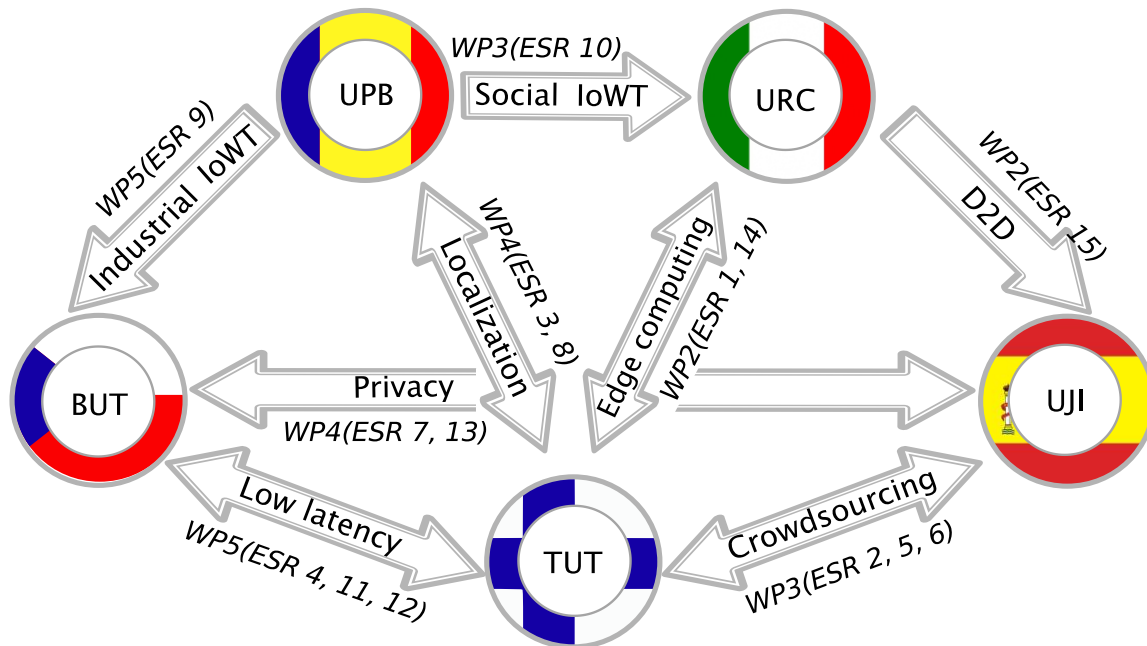 WP3(ESR 10)
UPB
Social IoWT
URC
WP5(ESR 9)
Industrial IoWT
WP2(ESR 15)
D2D
WP4(ESR 3, 8)
Localization
Edge computing
WP2(ESR 1, 14)
BUT
Privacy
WP4(ESR 7, 13)
UJI
Low latency
WP5(ESR 4, 11, 12)
TUT
Crowdsourcing
WP3(ESR 2, 5, 6)